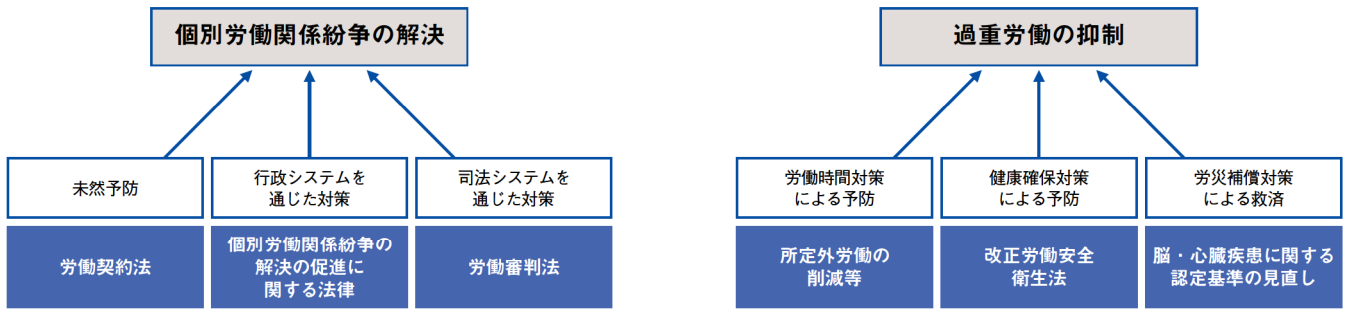 個別労働関係紛争の解決
未然予防
行政システムを
通じた対策
司法システムを
通じた対策
労働契約法
個別労働関係紛争の
解決の促進に
関する法律
労働審判法
過重労働の抑制
労働時間対策
による予防
健康確保対策
による予防
労災補償対策
による救済
所定外労働の
削減等
改正労働安全
衛生法
脳・心臓疾患に関する
認定基準の見直し